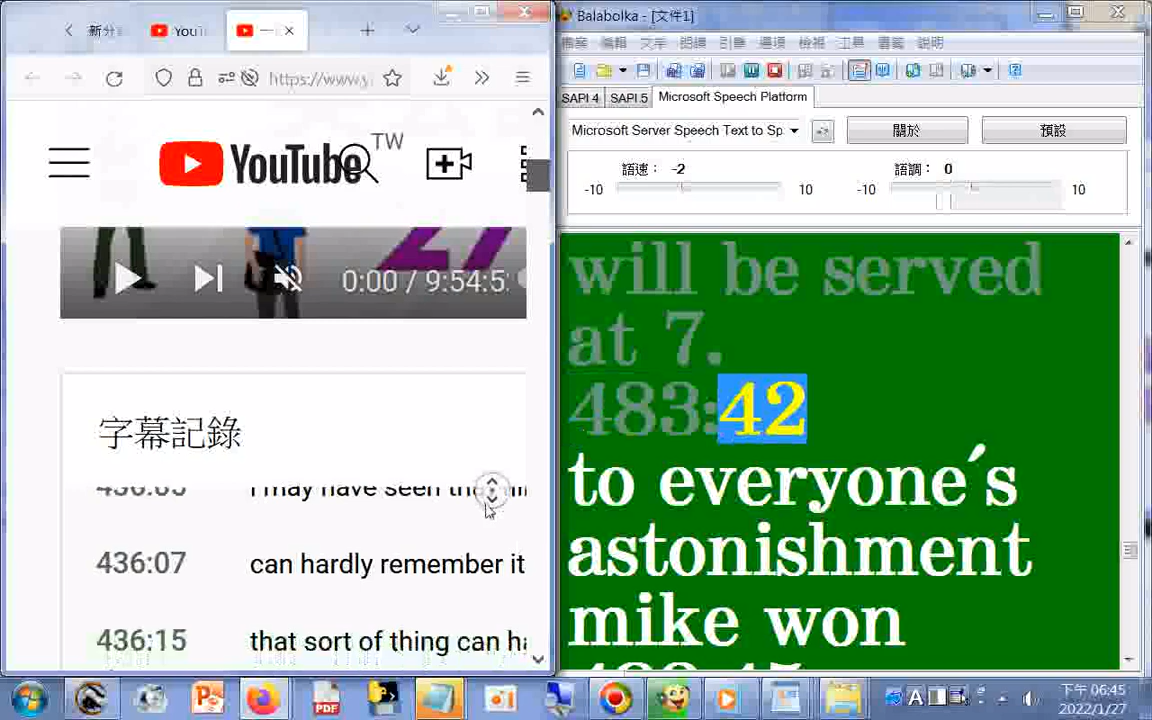 YouT
https://www.y
YouTube TW
27
0:00 / 9:54:5
字幕記錄
436:07 can hardly remember it
436:15 that sort of thing can ha
Balabolka - [文件1]
檔案 編輯 文字 閱讀 引擎 選項 檢視 工具 書籤 說明
SAPI 4 SAPI 5 Microsoft Speech Platform
Microsoft Server Speech Text to Sp
關於 預設
語速： -2 語調： 0
-10 10 -10 10
will be served
at 7.
483:42
to everyone´s
astonishment
mike won
PDF
A
下午 06:45
2022/1/27